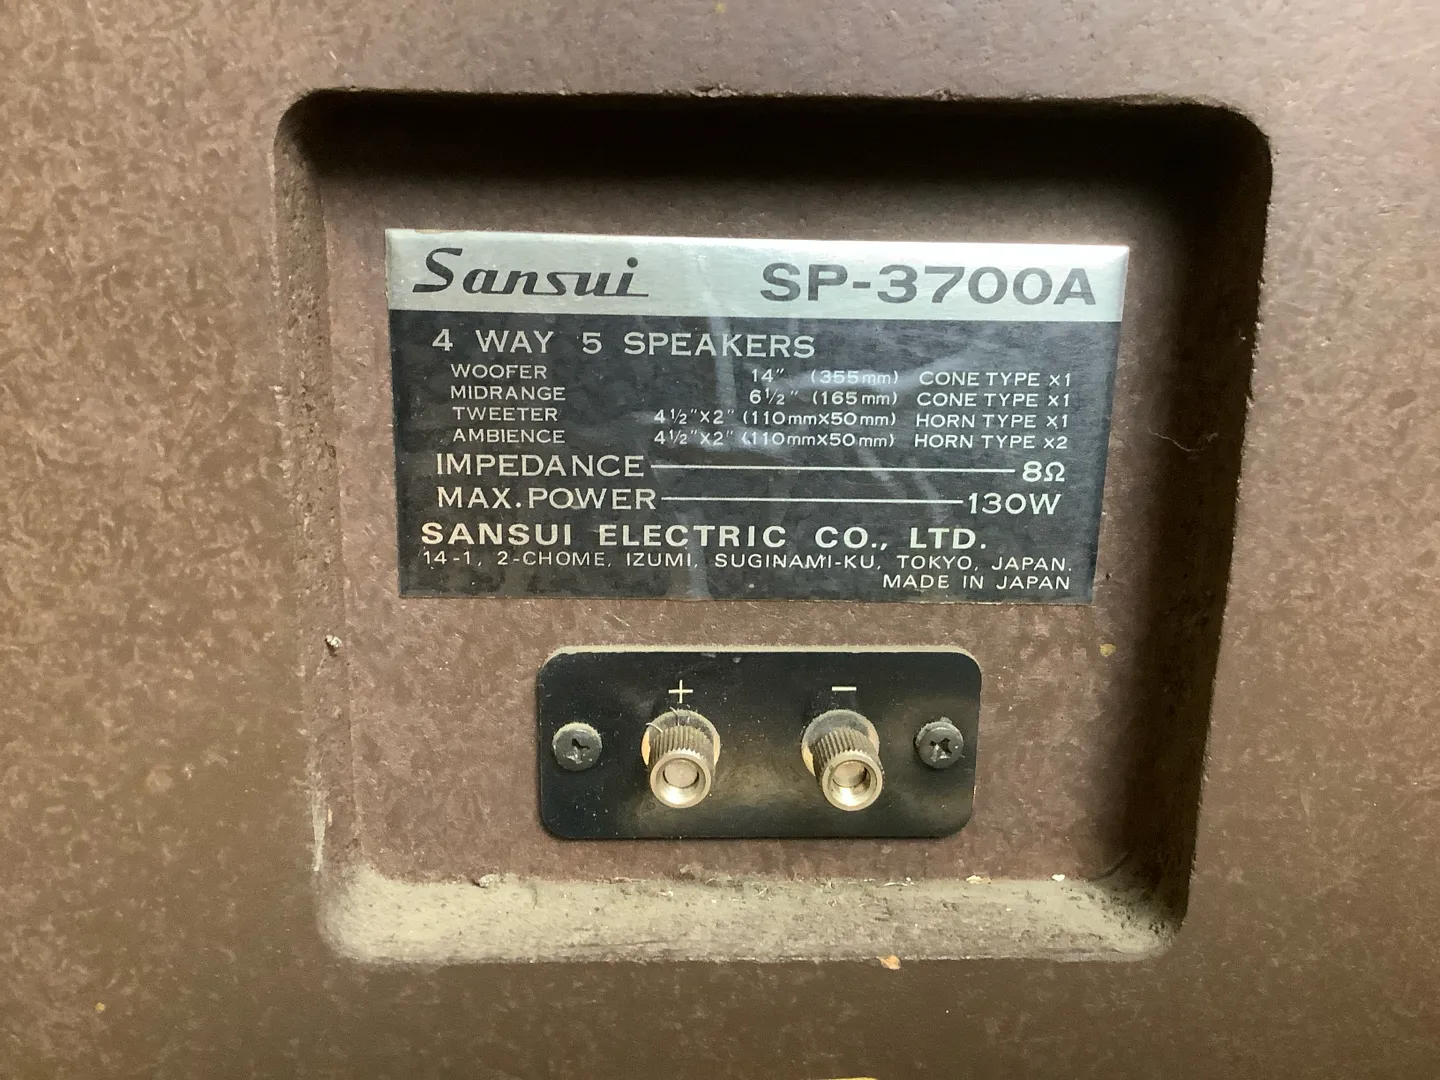 Sansui SP-3700A
4 WAY 5 SPEAKERS
WOOFER 14" (355mm) CONE TYPE x1
MIDRANGE 6½" (165mm) CONE TYPE x1
TWEETER 4½"x2" (110mmx50mm) HORN TYPE x1
AMBIENCE 4½"x2" (110mmx50mm) HORN TYPE x2
IMPEDANCE 8Ω
MAX.POWER 130W
SANSUI ELECTRIC CO., LTD.
14-1, 2-CHOME, IZUMI, SUGINAMI-KU, TOKYO, JAPAN.
MADE IN JAPAN
+ −